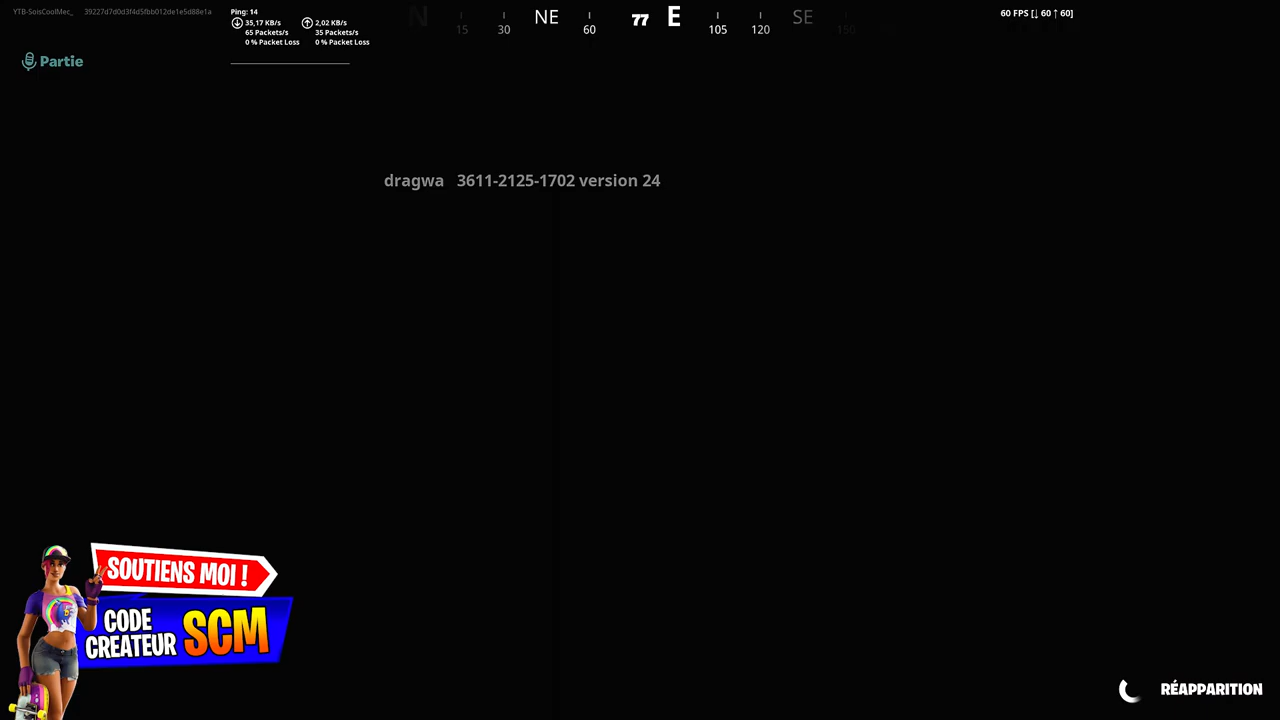 YTB-SoisCoolMec_ 39227d7d0d3f4d5fbb012de1e5d88e1a
Ping: 14
35,17 KB/s 2,02 KB/s
65 Packets/s 35 Packets/s
0 % Packet Loss 0 % Packet Loss
N NE 77 E SE
15 30 60 105 120 150
60 FPS [↓ 60 ↑ 60]
Partie
dragwa 3611-2125-1702 version 24
SOUTIENS MOI !
CODE
CREATEUR SCM
RÉAPPARITION